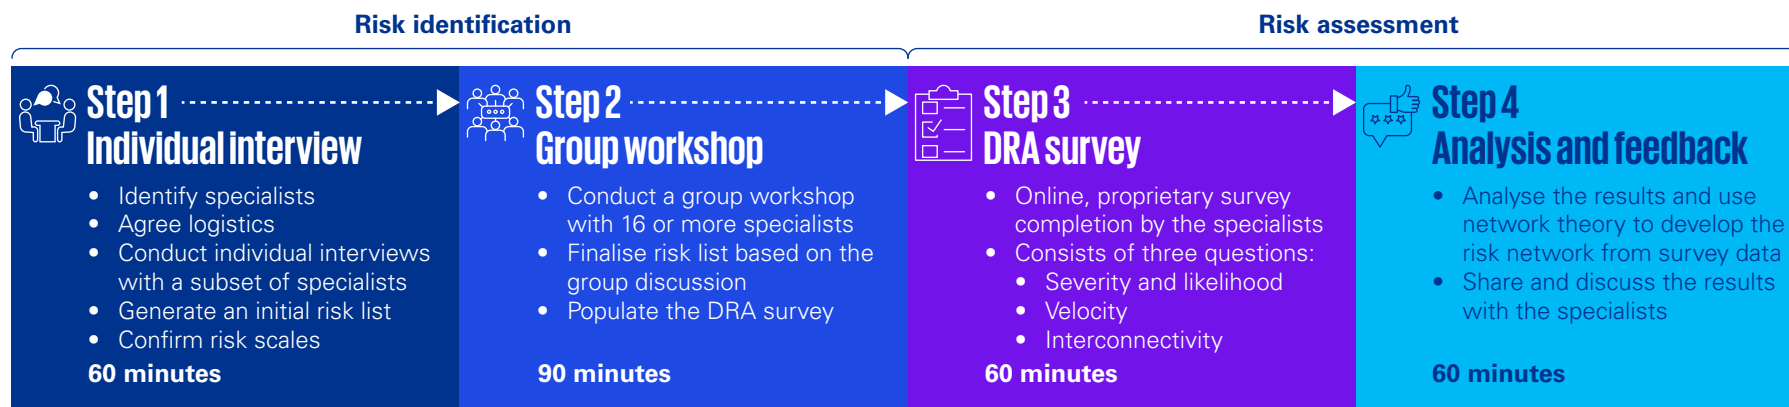 Risk identification
Risk assessment
Step 1
Individual interview
• Identify specialists
• Agree logistics
• Conduct individual interviews
with a subset of specialists
• Generate an initial risk list
• Confirm risk scales
60 minutes
Step 2
Group workshop
• Conduct a group workshop
with 16 or more specialists
• Finalise risk list based on the
group discussion
• Populate the DRA survey
90 minutes
Step 3
DRA survey
• Online, proprietary survey
completion by the specialists
• Consists of three questions:
• Severity and likelihood
• Velocity
• Interconnectivity
60 minutes
Step 4
Analysis and feedback
• Analyse the results and use
network theory to develop the
risk network from survey data
• Share and discuss the results
with the specialists
60 minutes